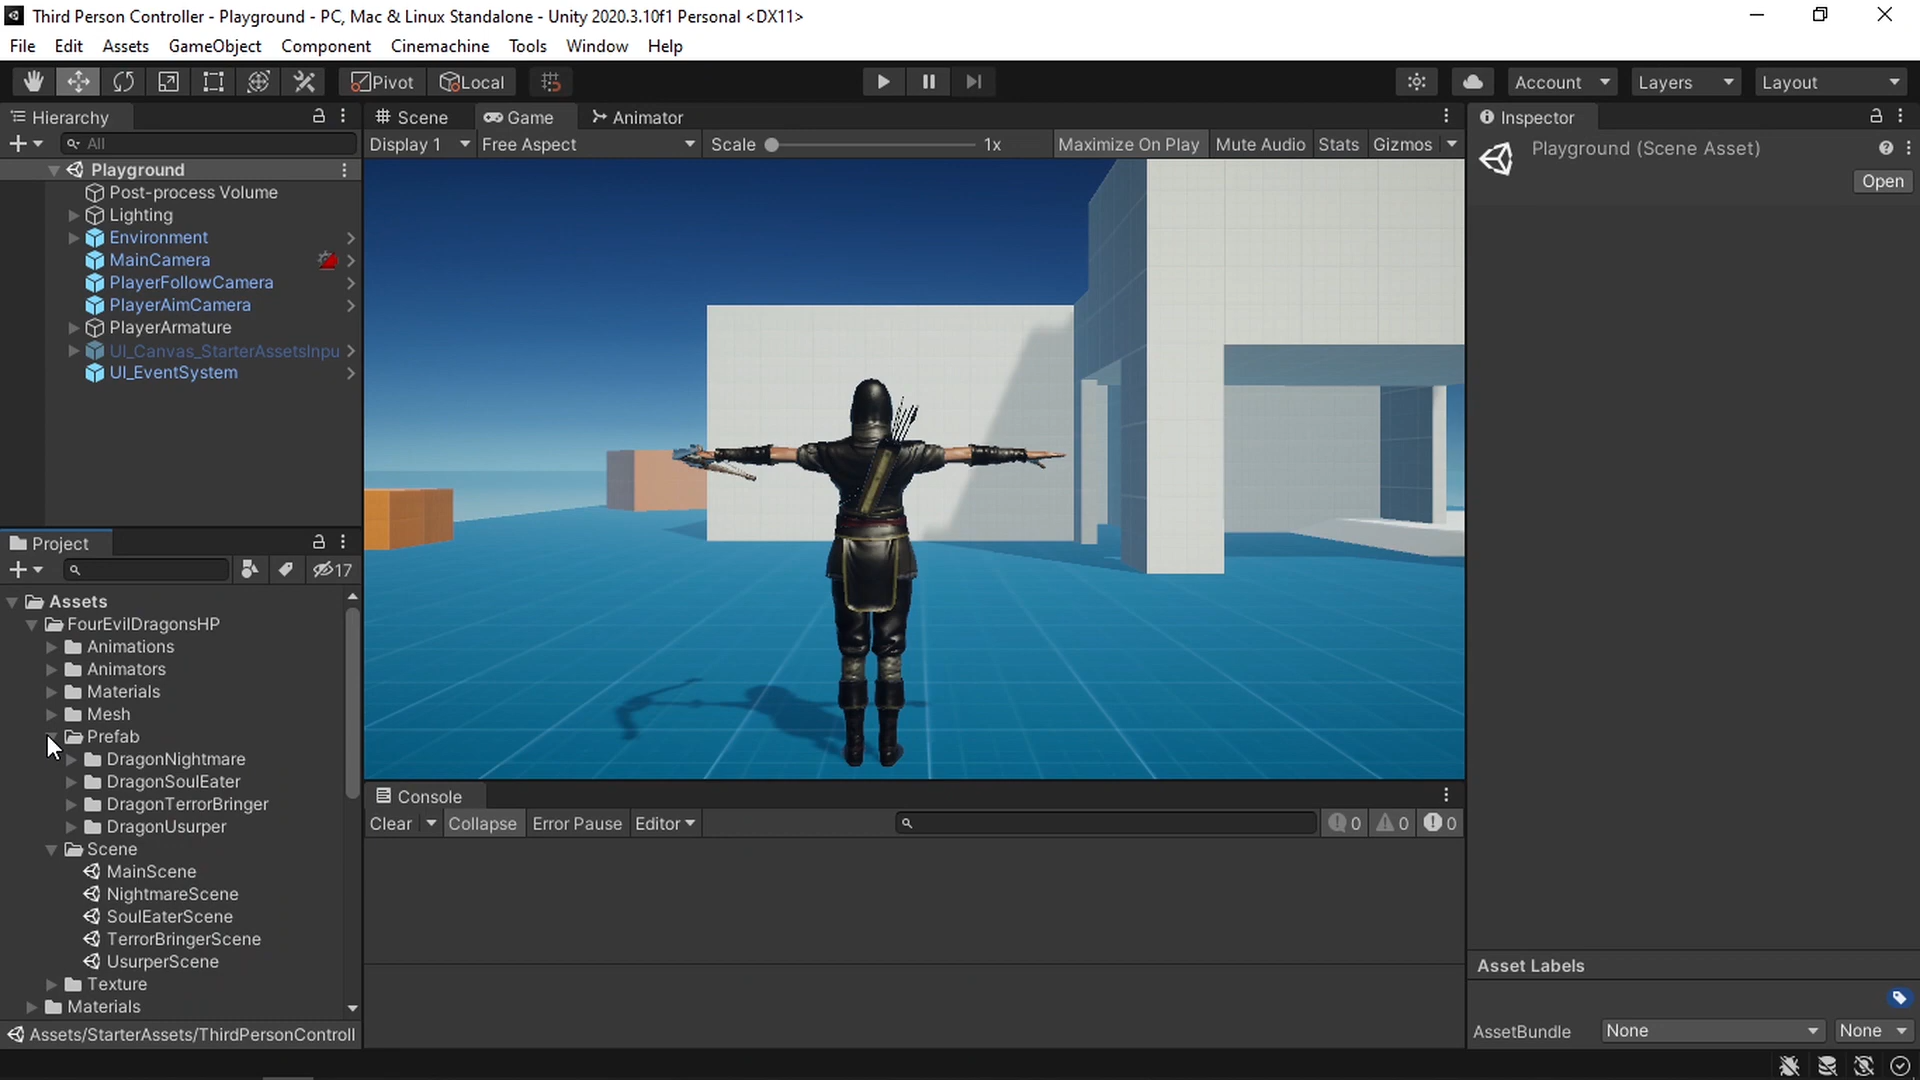 Third Person Controller - Playground - PC, Mac & Linux Standalone - Unity 2020.3.10f1 Personal <DX11>
File Edit Assets GameObject Component Cinemachine Tools Window Help
Pivot Local Account Layers Layout
Hierarchy
All
Playground
Post-process Volume
Lighting
Environment
MainCamera
PlayerFollowCamera
PlayerAimCamera
PlayerArmature
UI_Canvas_StarterAssetsInpu
UI_EventSystem
Scene Game Animator
Display 1 Free Aspect Scale 1x Maximize On Play Mute Audio Stats Gizmos
Inspector
Playground (Scene Asset)
Open
Project
17
Assets
FourEvilDragonsHP
Animations
Animators
Materials
Mesh
Prefab
DragonNightmare
DragonSoulEater
DragonTerrorBringer
DragonUsurper
Scene
MainScene
NightmareScene
SoulEaterScene
TerrorBringerScene
UsurperScene
Texture
Materials
Assets/StarterAssets/ThirdPersonControll
Console
Clear Collapse Error Pause Editor 0 0 0
Asset Labels
AssetBundle None None